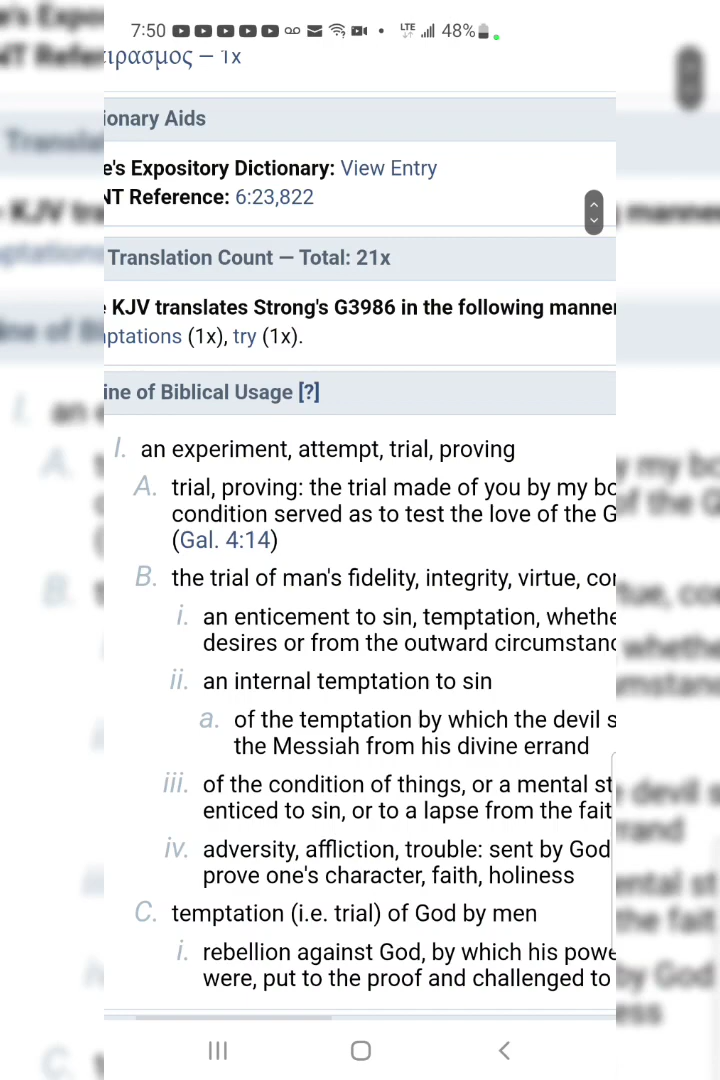 7:50 LTE 48%
ιρασμος — 1x
ionary Aids
e's Expository Dictionary: View Entry
NT Reference: 6:23,822
Translation Count — Total: 21x
KJV translates Strong's G3986 in the following manner
ptations (1x), try (1x).
ine of Biblical Usage [?]
I. an experiment, attempt, trial, proving
A. trial, proving: the trial made of you by my bo
condition served as to test the love of the G
(Gal. 4:14)
B. the trial of man's fidelity, integrity, virtue, con
i. an enticement to sin, temptation, whethe
desires or from the outward circumstanc
ii. an internal temptation to sin
a. of the temptation by which the devil s
the Messiah from his divine errand
iii. of the condition of things, or a mental st
enticed to sin, or to a lapse from the fait
iv. adversity, affliction, trouble: sent by God
prove one's character, faith, holiness
C. temptation (i.e. trial) of God by men
i. rebellion against God, by which his powe
were, put to the proof and challenged to